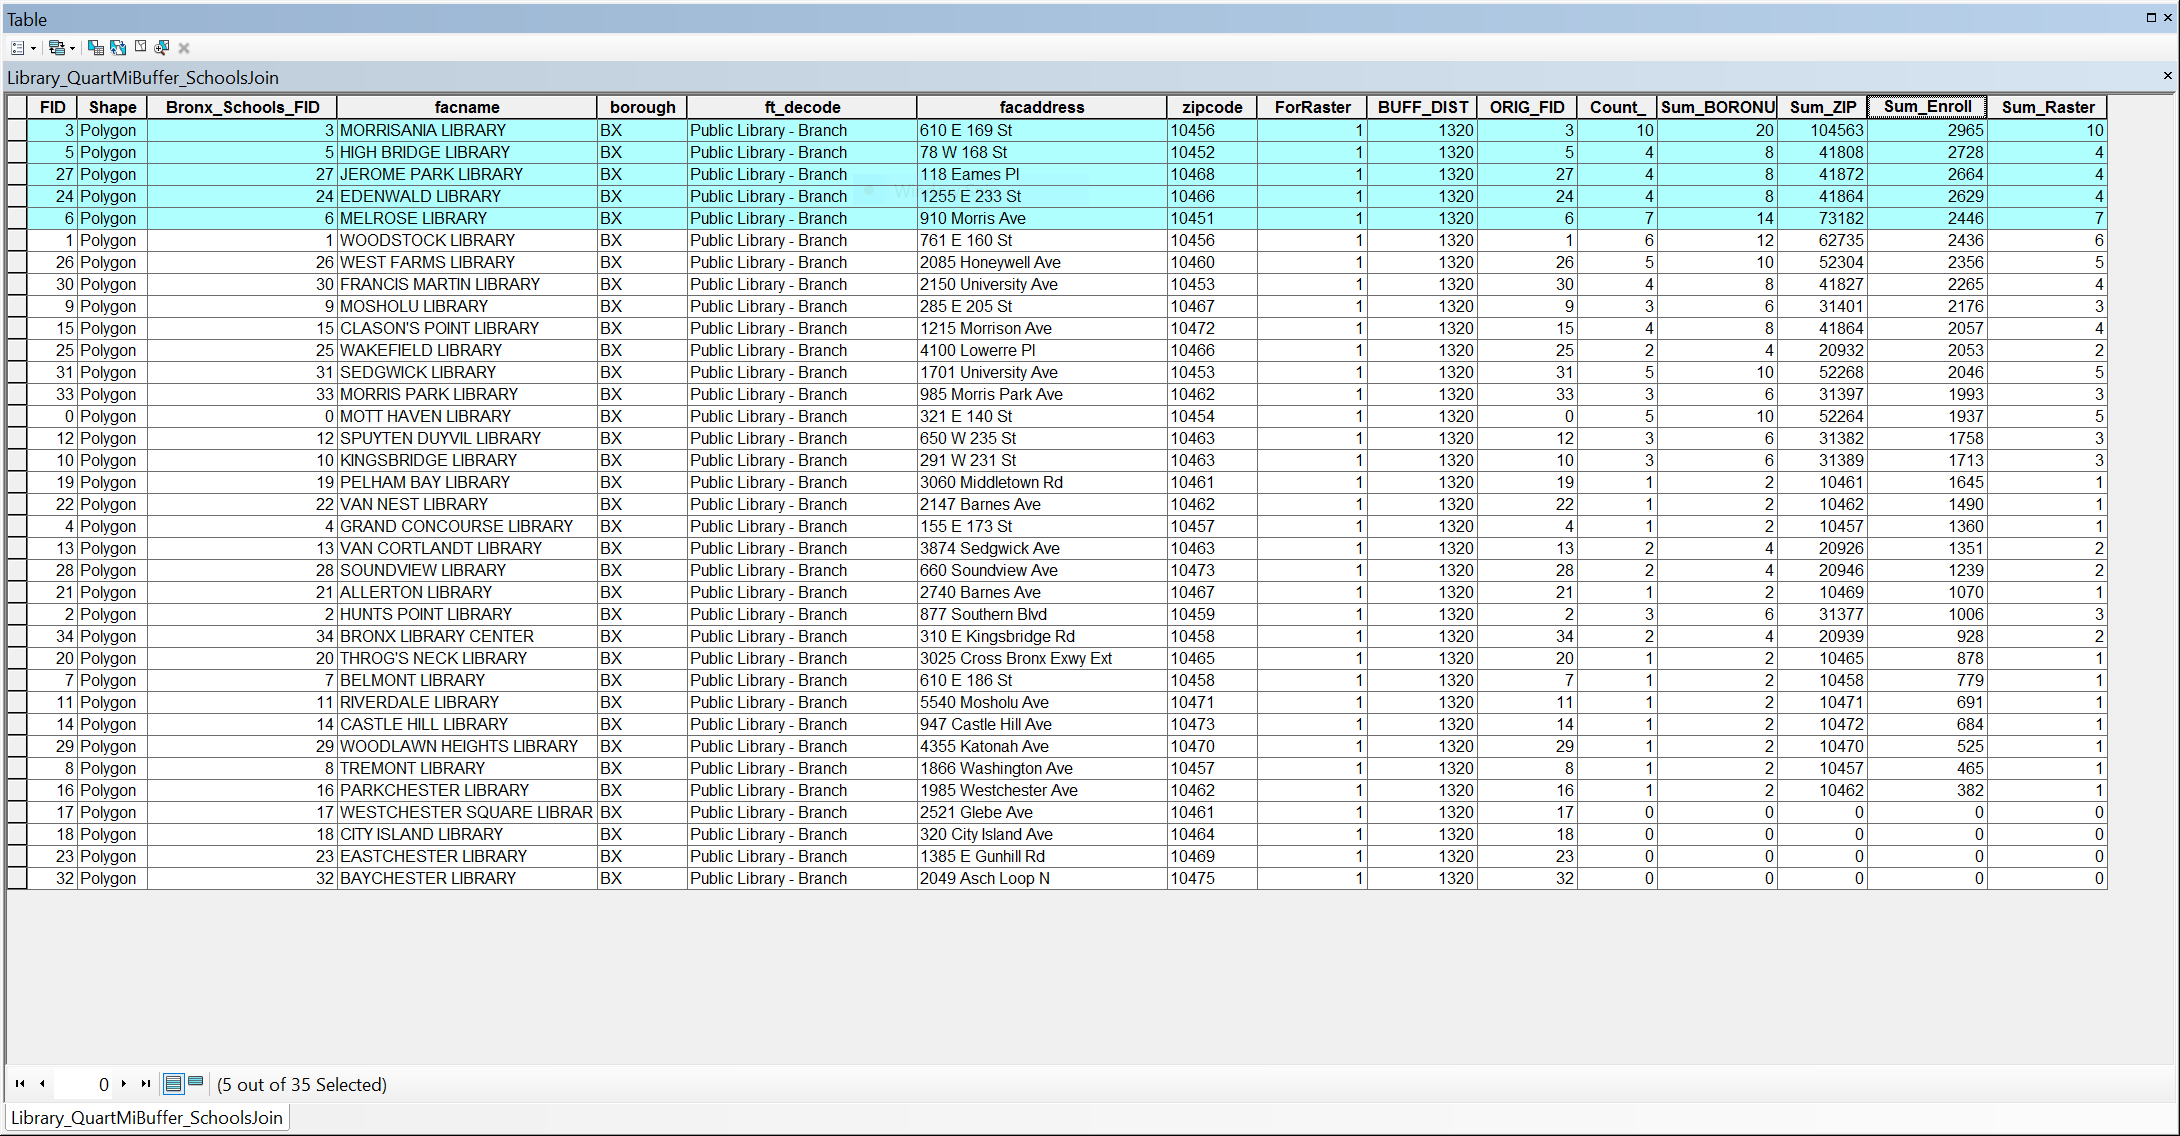 Table
Library_QuartMiBuffer_SchoolsJoin
FID Shape Bronx_Schools_FID facname borough ft_decode facaddress zipcode ForRaster BUFF_DIST ORIG_FID Count_ Sum_BORONU Sum_ZIP Sum_Enroll Sum_Raster
3 Polygon 3 MORRISANIA LIBRARY BX Public Library - Branch 610 E 169 St 10456 1 1320 3 10 20 104563 2965 10
5 Polygon 5 HIGH BRIDGE LIBRARY BX Public Library - Branch 78 W 168 St 10452 1 1320 5 4 8 41808 2728 4
27 Polygon 27 JEROME PARK LIBRARY BX Public Library - Branch 118 Eames Pl 10468 1 1320 27 4 8 41872 2664 4
24 Polygon 24 EDENWALD LIBRARY BX Public Library - Branch 1255 E 233 St 10466 1 1320 24 4 8 41864 2629 4
6 Polygon 6 MELROSE LIBRARY BX Public Library - Branch 910 Morris Ave 10451 1 1320 6 7 14 73182 2446 7
1 Polygon 1 WOODSTOCK LIBRARY BX Public Library - Branch 761 E 160 St 10456 1 1320 1 6 12 62735 2436 6
26 Polygon 26 WEST FARMS LIBRARY BX Public Library - Branch 2085 Honeywell Ave 10460 1 1320 26 5 10 52304 2356 5
30 Polygon 30 FRANCIS MARTIN LIBRARY BX Public Library - Branch 2150 University Ave 10453 1 1320 30 4 8 41827 2265 4
9 Polygon 9 MOSHOLU LIBRARY BX Public Library - Branch 285 E 205 St 10467 1 1320 9 3 6 31401 2176 3
15 Polygon 15 CLASON'S POINT LIBRARY BX Public Library - Branch 1215 Morrison Ave 10472 1 1320 15 4 8 41864 2057 4
25 Polygon 25 WAKEFIELD LIBRARY BX Public Library - Branch 4100 Lowerre Pl 10466 1 1320 25 2 4 20932 2053 2
31 Polygon 31 SEDGWICK LIBRARY BX Public Library - Branch 1701 University Ave 10453 1 1320 31 5 10 52268 2046 5
33 Polygon 33 MORRIS PARK LIBRARY BX Public Library - Branch 985 Morris Park Ave 10462 1 1320 33 3 6 31397 1993 3
0 Polygon 0 MOTT HAVEN LIBRARY BX Public Library - Branch 321 E 140 St 10454 1 1320 0 5 10 52264 1937 5
12 Polygon 12 SPUYTEN DUYVIL LIBRARY BX Public Library - Branch 650 W 235 St 10463 1 1320 12 3 6 31382 1758 3
10 Polygon 10 KINGSBRIDGE LIBRARY BX Public Library - Branch 291 W 231 St 10463 1 1320 10 3 6 31389 1713 3
19 Polygon 19 PELHAM BAY LIBRARY BX Public Library - Branch 3060 Middletown Rd 10461 1 1320 19 1 2 10461 1645 1
22 Polygon 22 VAN NEST LIBRARY BX Public Library - Branch 2147 Barnes Ave 10462 1 1320 22 1 2 10462 1490 1
4 Polygon 4 GRAND CONCOURSE LIBRARY BX Public Library - Branch 155 E 173 St 10457 1 1320 4 1 2 10457 1360 1
13 Polygon 13 VAN CORTLANDT LIBRARY BX Public Library - Branch 3874 Sedgwick Ave 10463 1 1320 13 2 4 20926 1351 2
28 Polygon 28 SOUNDVIEW LIBRARY BX Public Library - Branch 660 Soundview Ave 10473 1 1320 28 2 4 20946 1239 2
21 Polygon 21 ALLERTON LIBRARY BX Public Library - Branch 2740 Barnes Ave 10467 1 1320 21 1 2 10469 1070 1
2 Polygon 2 HUNTS POINT LIBRARY BX Public Library - Branch 877 Southern Blvd 10459 1 1320 2 3 6 31377 1006 3
34 Polygon 34 BRONX LIBRARY CENTER BX Public Library - Branch 310 E Kingsbridge Rd 10458 1 1320 34 2 4 20939 928 2
20 Polygon 20 THROG'S NECK LIBRARY BX Public Library - Branch 3025 Cross Bronx Exwy Ext 10465 1 1320 20 1 2 10465 878 1
7 Polygon 7 BELMONT LIBRARY BX Public Library - Branch 610 E 186 St 10458 1 1320 7 1 2 10458 779 1
11 Polygon 11 RIVERDALE LIBRARY BX Public Library - Branch 5540 Mosholu Ave 10471 1 1320 11 1 2 10471 691 1
14 Polygon 14 CASTLE HILL LIBRARY BX Public Library - Branch 947 Castle Hill Ave 10473 1 1320 14 1 2 10472 684 1
29 Polygon 29 WOODLAWN HEIGHTS LIBRARY BX Public Library - Branch 4355 Katonah Ave 10470 1 1320 29 1 2 10470 525 1
8 Polygon 8 TREMONT LIBRARY BX Public Library - Branch 1866 Washington Ave 10457 1 1320 8 1 2 10457 465 1
16 Polygon 16 PARKCHESTER LIBRARY BX Public Library - Branch 1985 Westchester Ave 10462 1 1320 16 1 2 10462 382 1
17 Polygon 17 WESTCHESTER SQUARE LIBRAR BX Public Library - Branch 2521 Glebe Ave 10461 1 1320 17 0 0 0 0 0
18 Polygon 18 CITY ISLAND LIBRARY BX Public Library - Branch 320 City Island Ave 10464 1 1320 18 0 0 0 0 0
23 Polygon 23 EASTCHESTER LIBRARY BX Public Library - Branch 1385 E Gunhill Rd 10469 1 1320 23 0 0 0 0 0
32 Polygon 32 BAYCHESTER LIBRARY BX Public Library - Branch 2049 Asch Loop N 10475 1 1320 32 0 0 0 0 0
0 (5 out of 35 Selected)
Library_QuartMiBuffer_SchoolsJoin